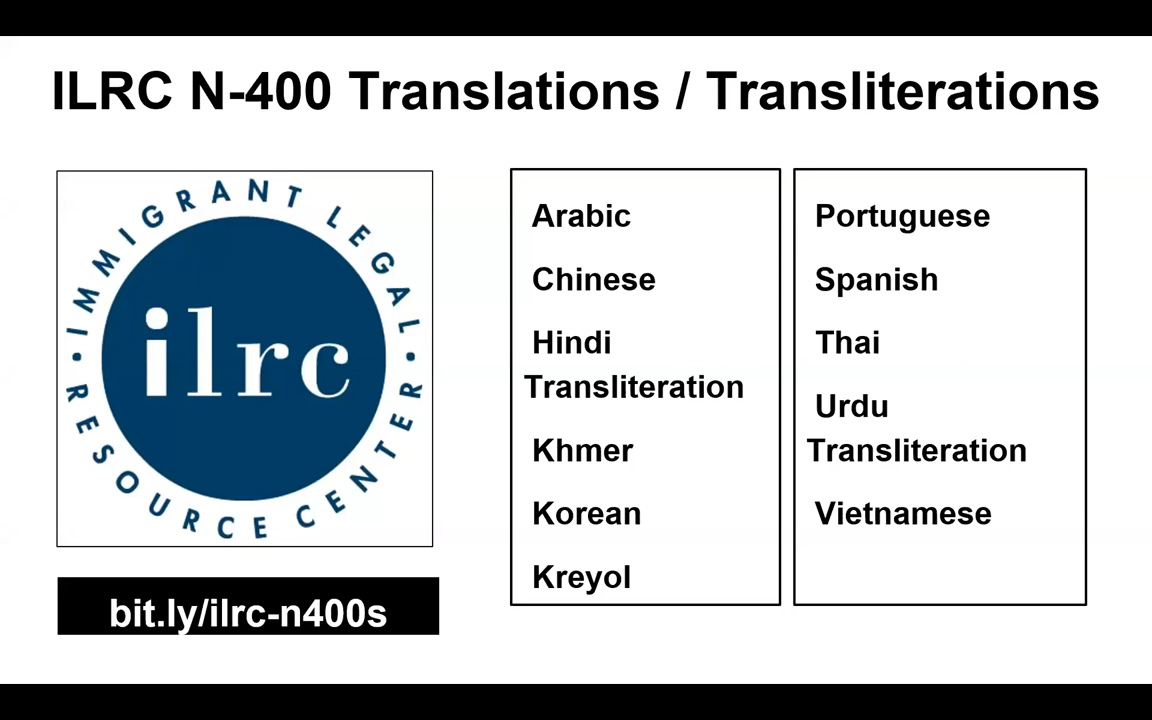 ILRC N-400 Translations / Transliterations
IMMIGRANT LEGAL
ilrc
• RESOURCE CENTER •
bit.ly/ilrc-n400s
Arabic
Chinese
Hindi
Transliteration
Khmer
Korean
Kreyol
Portuguese
Spanish
Thai
Urdu
Transliteration
Vietnamese